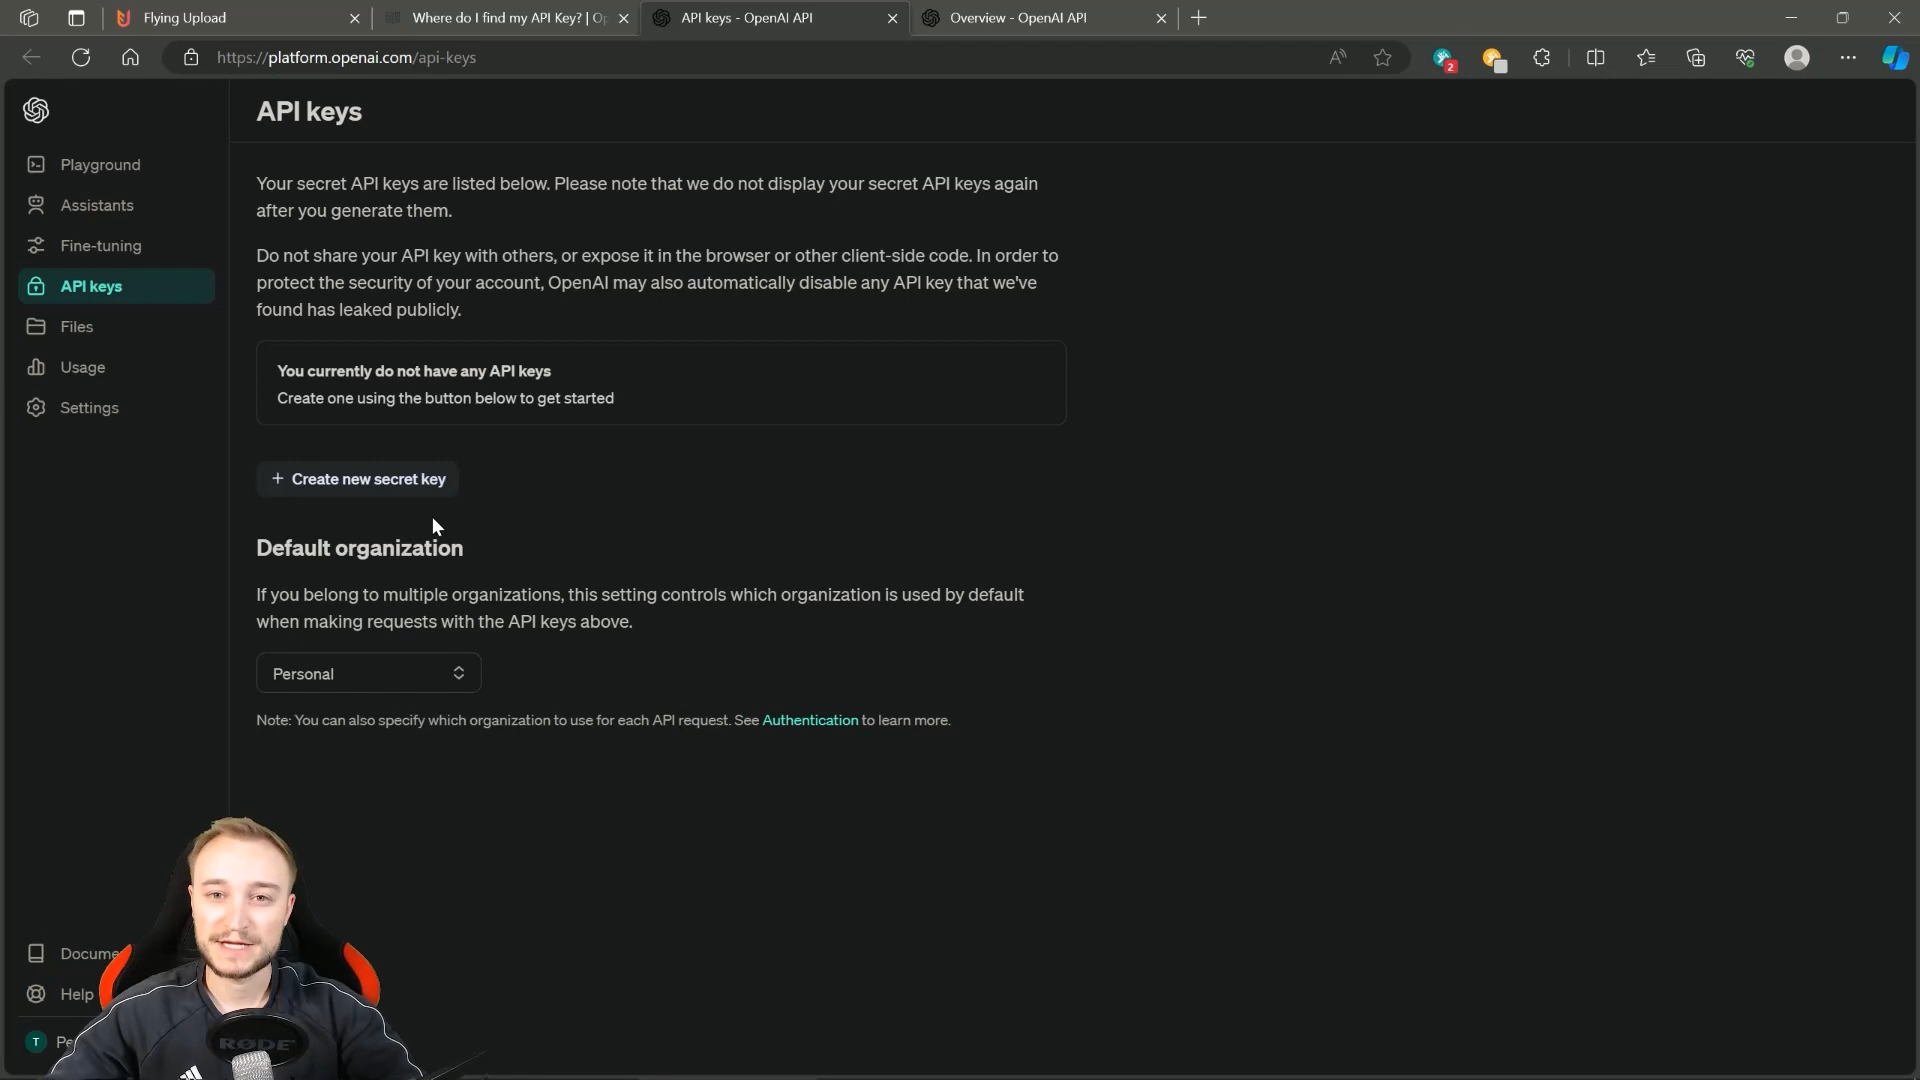 Flying Upload
Where do I find my API Key? | Op
API keys - OpenAI API
Overview - OpenAI API
https://platform.openai.com/api-keys
2
API keys
Playground
Assistants
Fine-tuning
API keys
Files
Usage
Settings
Your secret API keys are listed below. Please note that we do not display your secret API keys again
after you generate them.
Do not share your API key with others, or expose it in the browser or other client-side code. In order to
protect the security of your account, OpenAI may also automatically disable any API key that we've
found has leaked publicly.
You currently do not have any API keys
Create one using the button below to get started
+ Create new secret key
Default organization
If you belong to multiple organizations, this setting controls which organization is used by default
when making requests with the API keys above.
Personal
Note: You can also specify which organization to use for each API request. See Authentication to learn more.
Docume
Help
T Pe
RØDE